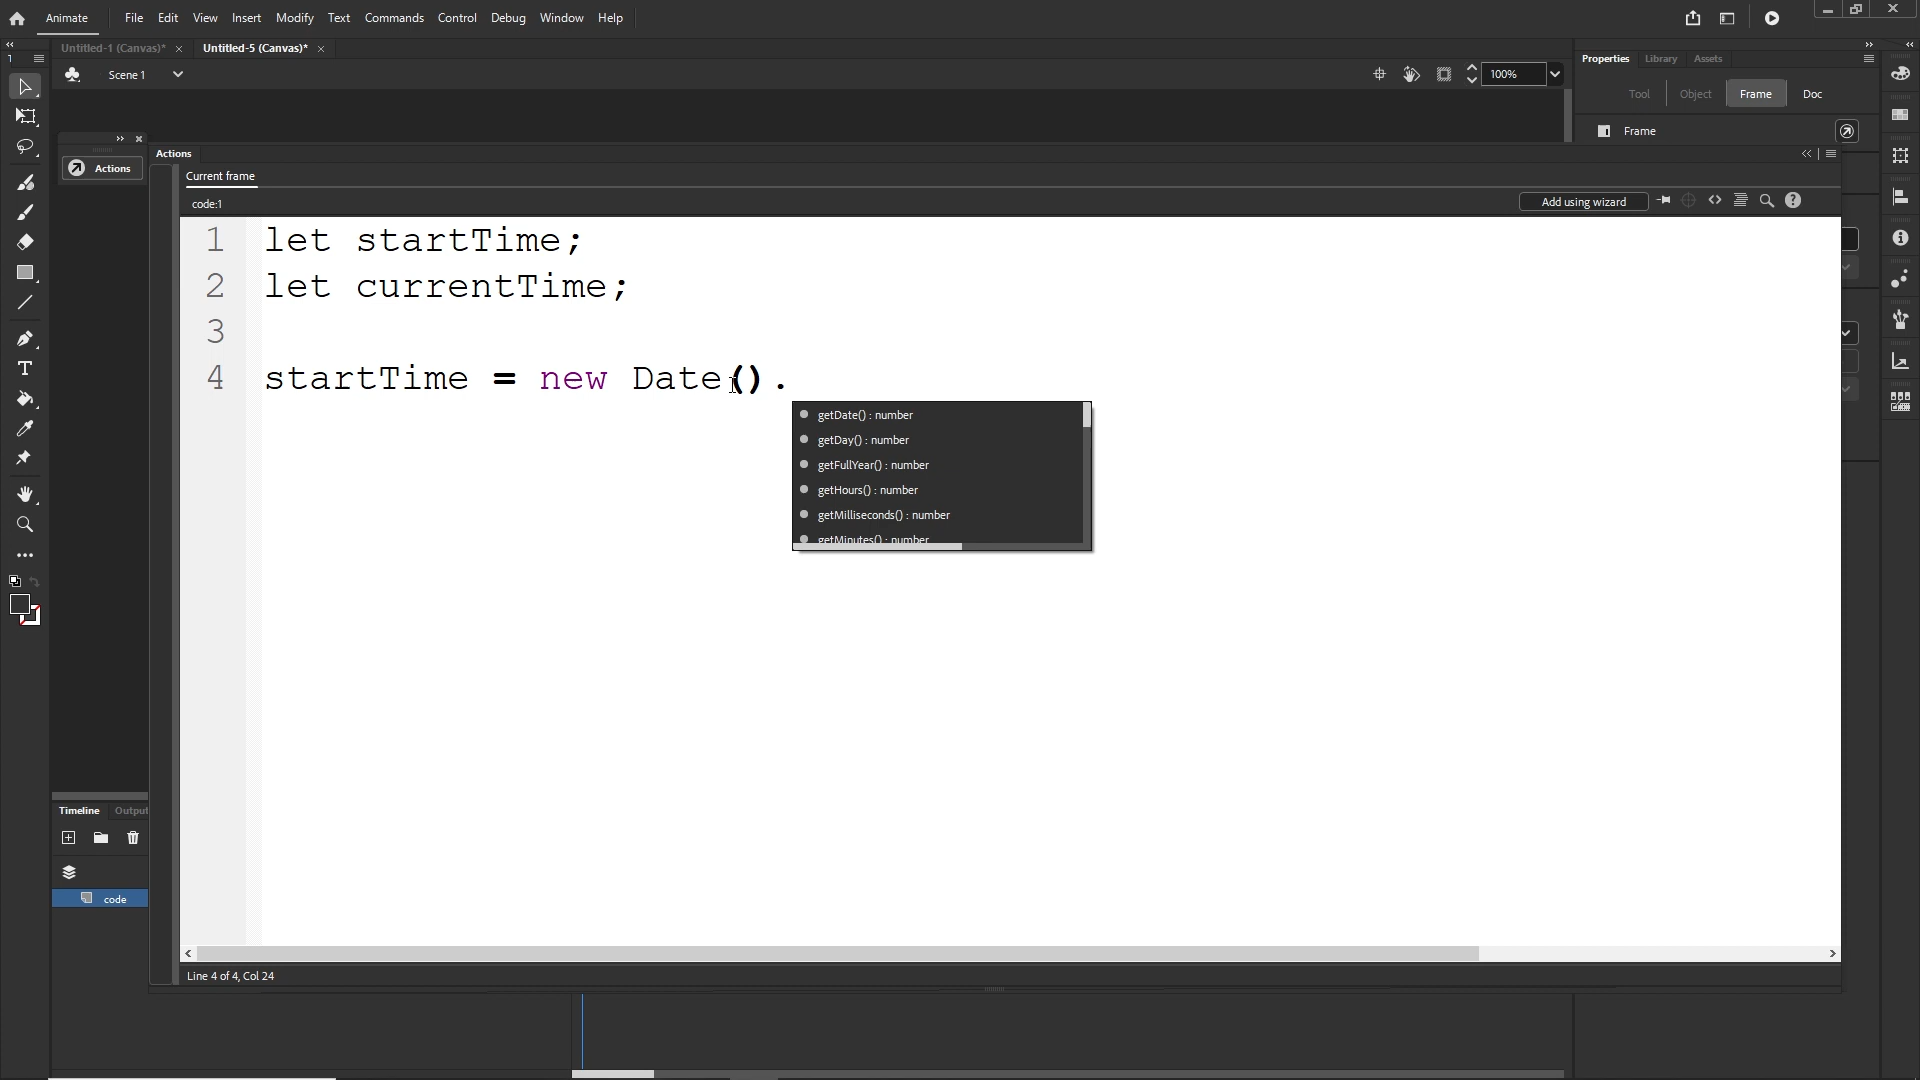 Animate File Edit View Insert Modify Text Commands Control Debug Window Help
Untitled-1 (Canvas)* Untitled-5 (Canvas)*
Scene 1 100%
Properties Library Assets
Tool Object Frame Doc
Frame
Actions
Actions
Current frame
code:1 Add using wizard
1 let startTime;
2 let currentTime;
3
4 startTime = new Date().
getDate() : number
getDay() : number
getFullYear() : number
getHours() : number
getMilliseconds() : number
getMinutes() : number
Timeline Output
code
Line 4 of 4, Col 24